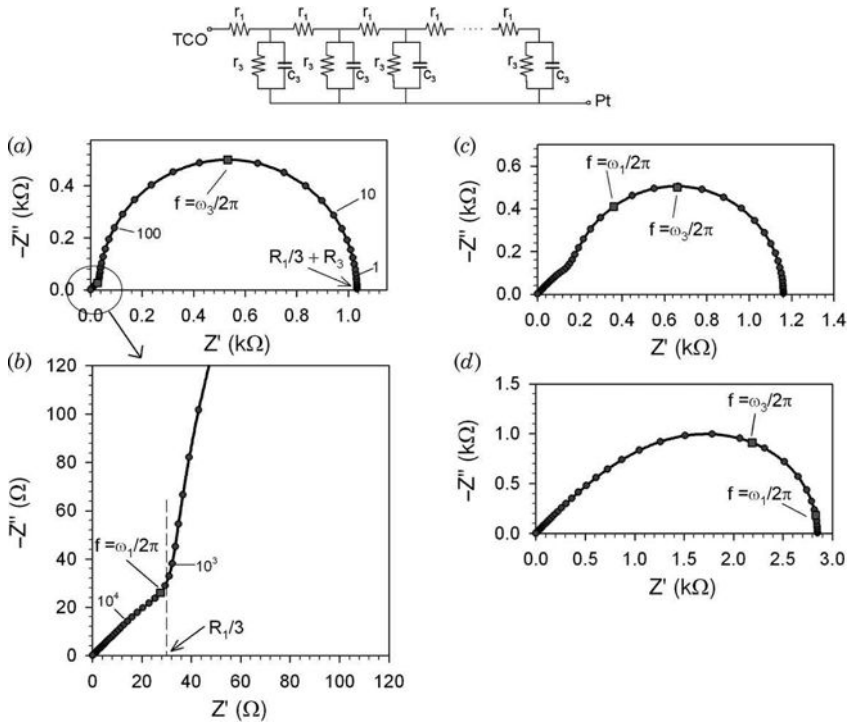 r₁ r₁ r₁ r₁ r₁
TCO
r₃ c₃ r₃ c₃ r₃ c₃ r₃ c₃
Pt
(a)
−Z'' (kΩ)
0.4
0.2
0.0
f =ω₃/2π
100
10
R₁/3 + R₃
1
0.0 0.2 0.4 0.6 0.8 1.0
Z' (kΩ)
(b)
−Z'' (Ω)
120
100
80
60
40
20
0
f =ω₁/2π
10³
10⁴
R₁/3
0 20 40 60 80 100 120
Z' (Ω)
(c)
−Z'' (kΩ)
0.6
0.4
0.2
0.0
f =ω₁/2π
f =ω₃/2π
0.0 0.2 0.4 0.6 0.8 1.0 1.2 1.4
Z' (kΩ)
(d)
−Z'' (kΩ)
1.5
1.0
0.5
0.0
f =ω₃/2π
f =ω₁/2π
0.0 0.5 1.0 1.5 2.0 2.5 3.0
Z' (kΩ)